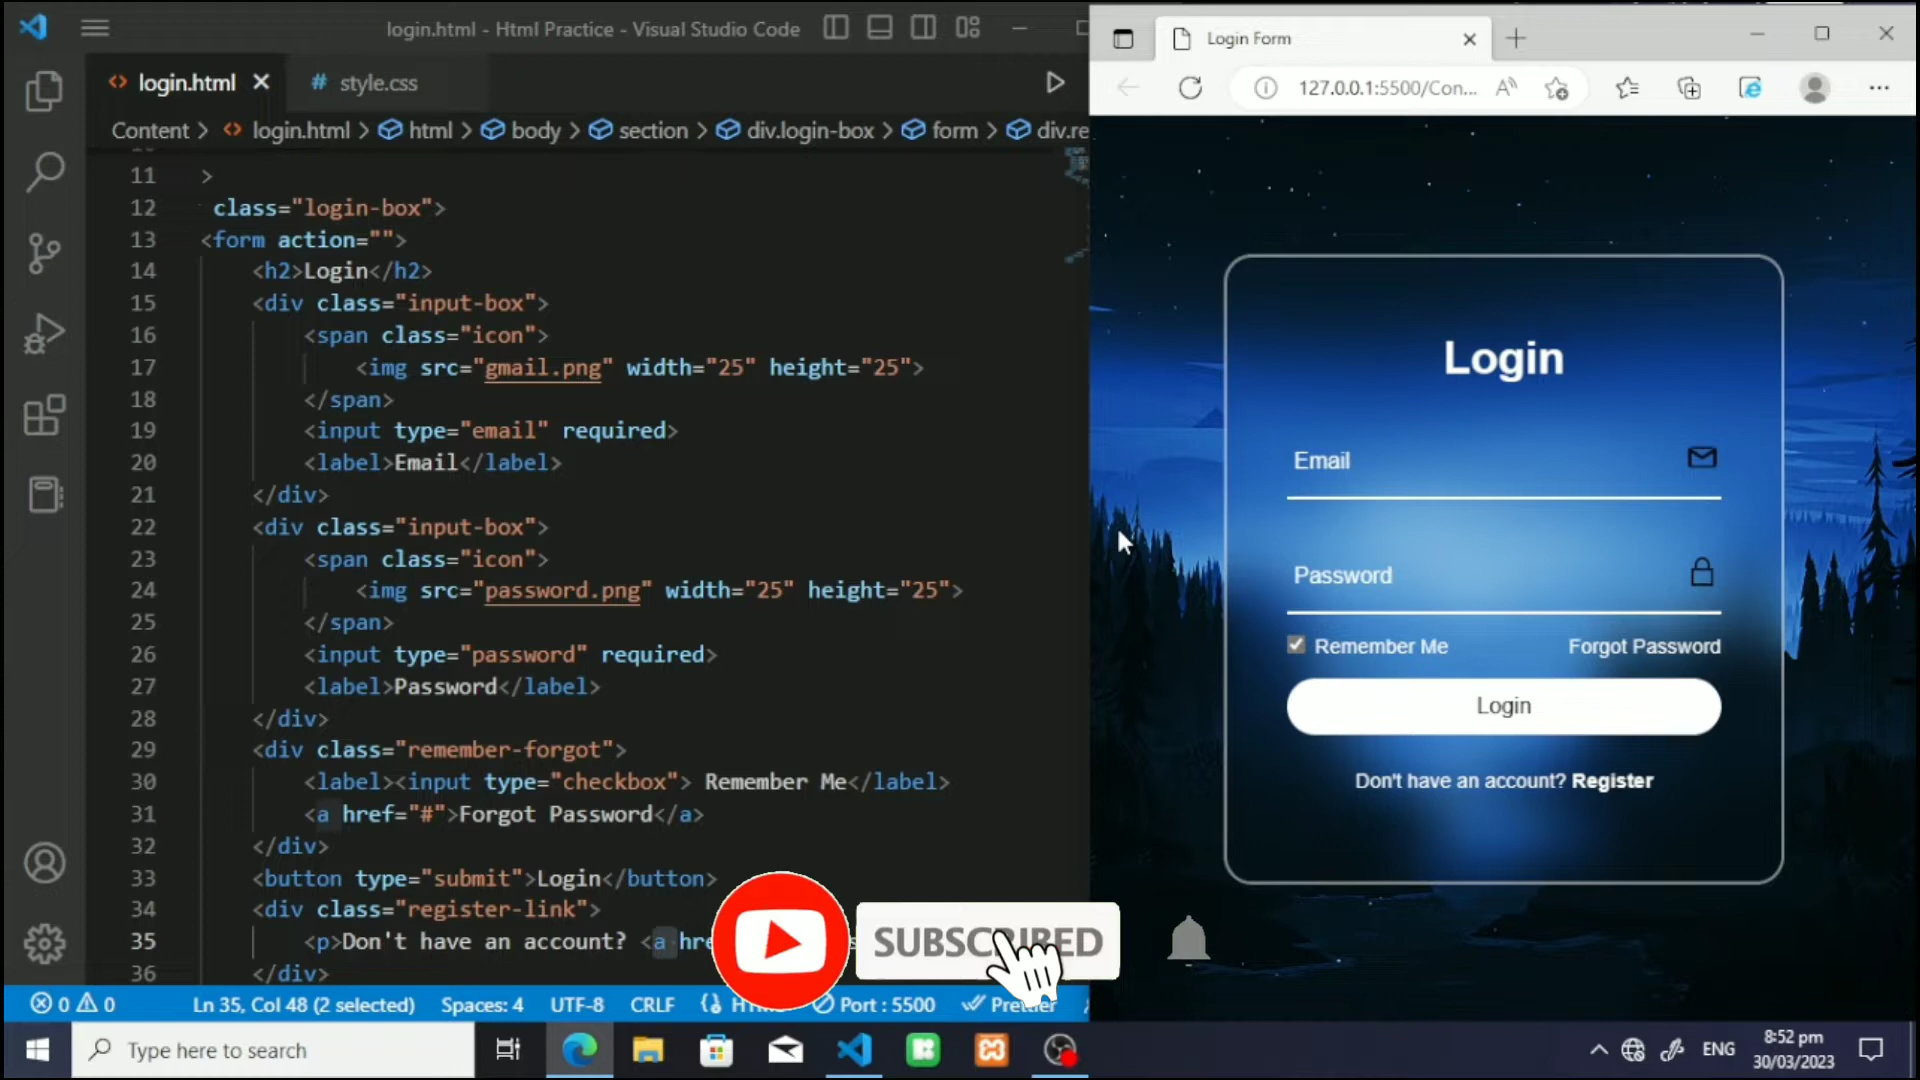 login.html - Html Practice - Visual Studio Code
login.html
# style.css
Content > login.html > html > body > section > div.login-box > form > div.re
11 >
12 class="login-box">
13 <form action="">
14 <h2>Login</h2>
15 <div class="input-box">
16 <span class="icon">
17 <img src="gmail.png" width="25" height="25">
18 </span>
19 <input type="email" required>
20 <label>Email</label>
21 </div>
22 <div class="input-box">
23 <span class="icon">
24 <img src="password.png" width="25" height="25">
25 </span>
26 <input type="password" required>
27 <label>Password</label>
28 </div>
29 <div class="remember-forgot">
30 <label><input type="checkbox"> Remember Me</label>
31 <a href="#">Forgot Password</a>
32 </div>
33 <button type="submit">Login</button>
34 <div class="register-link">
35 <p>Don't have an account? <a hre
36 </div>
SUBSCRIBED
0 0 Ln 35, Col 48 (2 selected) Spaces: 4 UTF-8 CRLF Port : 5500 Prettier
Login Form
127.0.0.1:5500/Con...
Login
Email
Password
Remember Me Forgot Password
Login
Don't have an account? Register
Type here to search
ENG
8:52 pm
30/03/2023